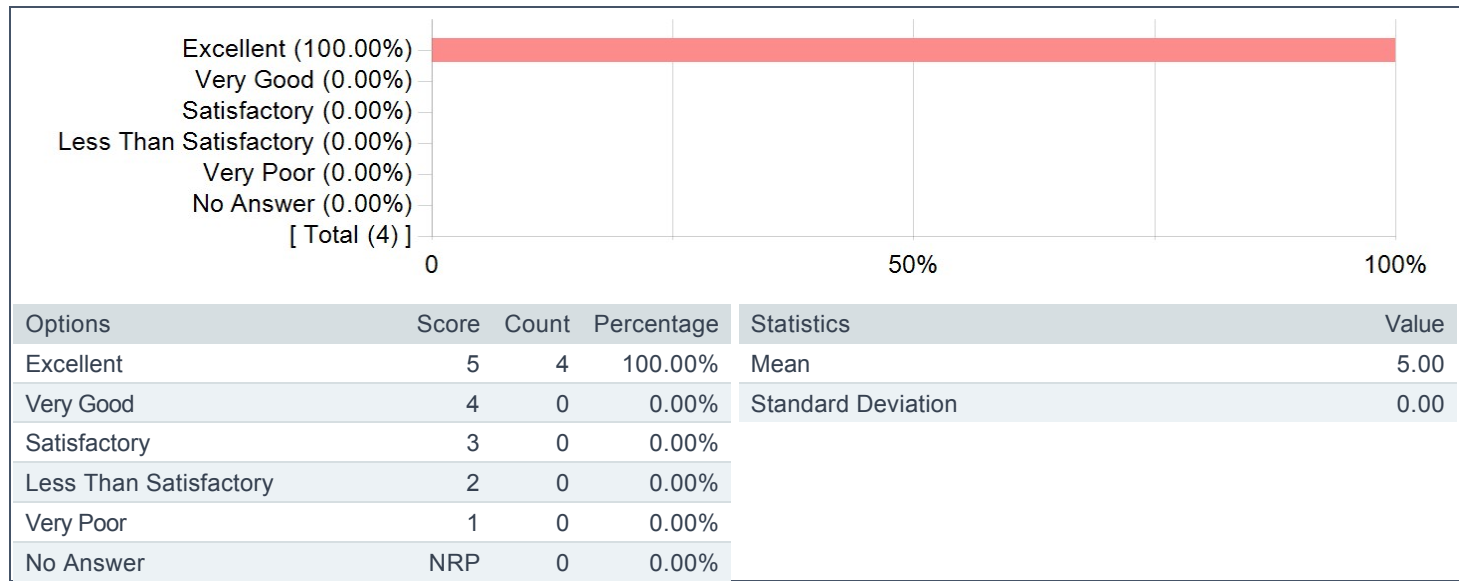 Excellent (100.00%)
Very Good (0.00%)
Satisfactory (0.00%)
Less Than Satisfactory (0.00%)
Very Poor (0.00%)
No Answer (0.00%)
[ Total (4) ]
0 50% 100%
Options Score Count Percentage
Excellent 5 4 100.00%
Very Good 4 0 0.00%
Satisfactory 3 0 0.00%
Less Than Satisfactory 2 0 0.00%
Very Poor 1 0 0.00%
No Answer NRP 0 0.00%
Statistics Value
Mean 5.00
Standard Deviation 0.00